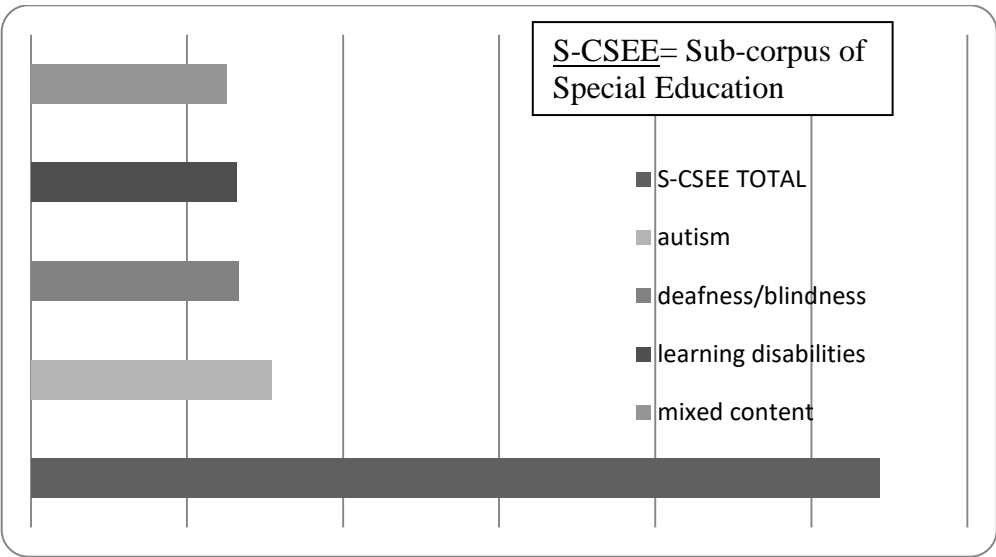 S-CSEE= Sub-corpus of
Special Education
S-CSEE TOTAL
autism
deafness/blindness
learning disabilities
mixed content